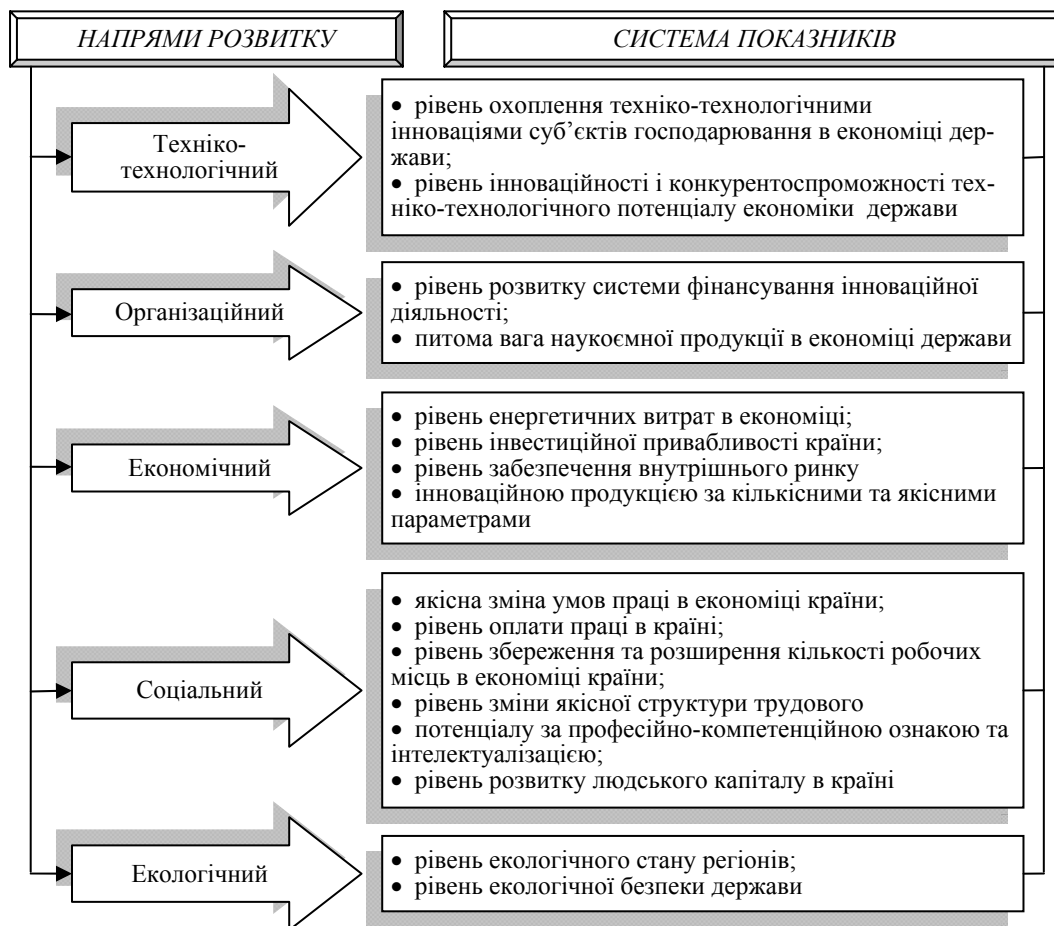 НАПРЯМИ РОЗВИТКУ
СИСТЕМА ПОКАЗНИКІВ
Техніко-
технологічний
• рівень охоплення техніко-технологічними
інноваціями суб’єктів господарювання в економіці дер-
жави;
• рівень інноваційності і конкурентоспроможності тех-
ніко-технологічного потенціалу економіки держави
Організаційний
• рівень розвитку системи фінансування інноваційної
діяльності;
• питома вага наукоємної продукції в економіці держави
Економічний
• рівень енергетичних витрат в економіці;
• рівень інвестиційної привабливості країни;
• рівень забезпечення внутрішнього ринку
• інноваційною продукцією за кількісними та якісними
параметрами
Соціальний
• якісна зміна умов праці в економіці країни;
• рівень оплати праці в країні;
• рівень збереження та розширення кількості робочих
місць в економіці країни;
• рівень зміни якісної структури трудового
• потенціалу за професійно-компетенційною ознакою та
інтелектуалізацією;
• рівень розвитку людського капіталу в країні
Екологічний
• рівень екологічного стану регіонів;
• рівень екологічної безпеки держави